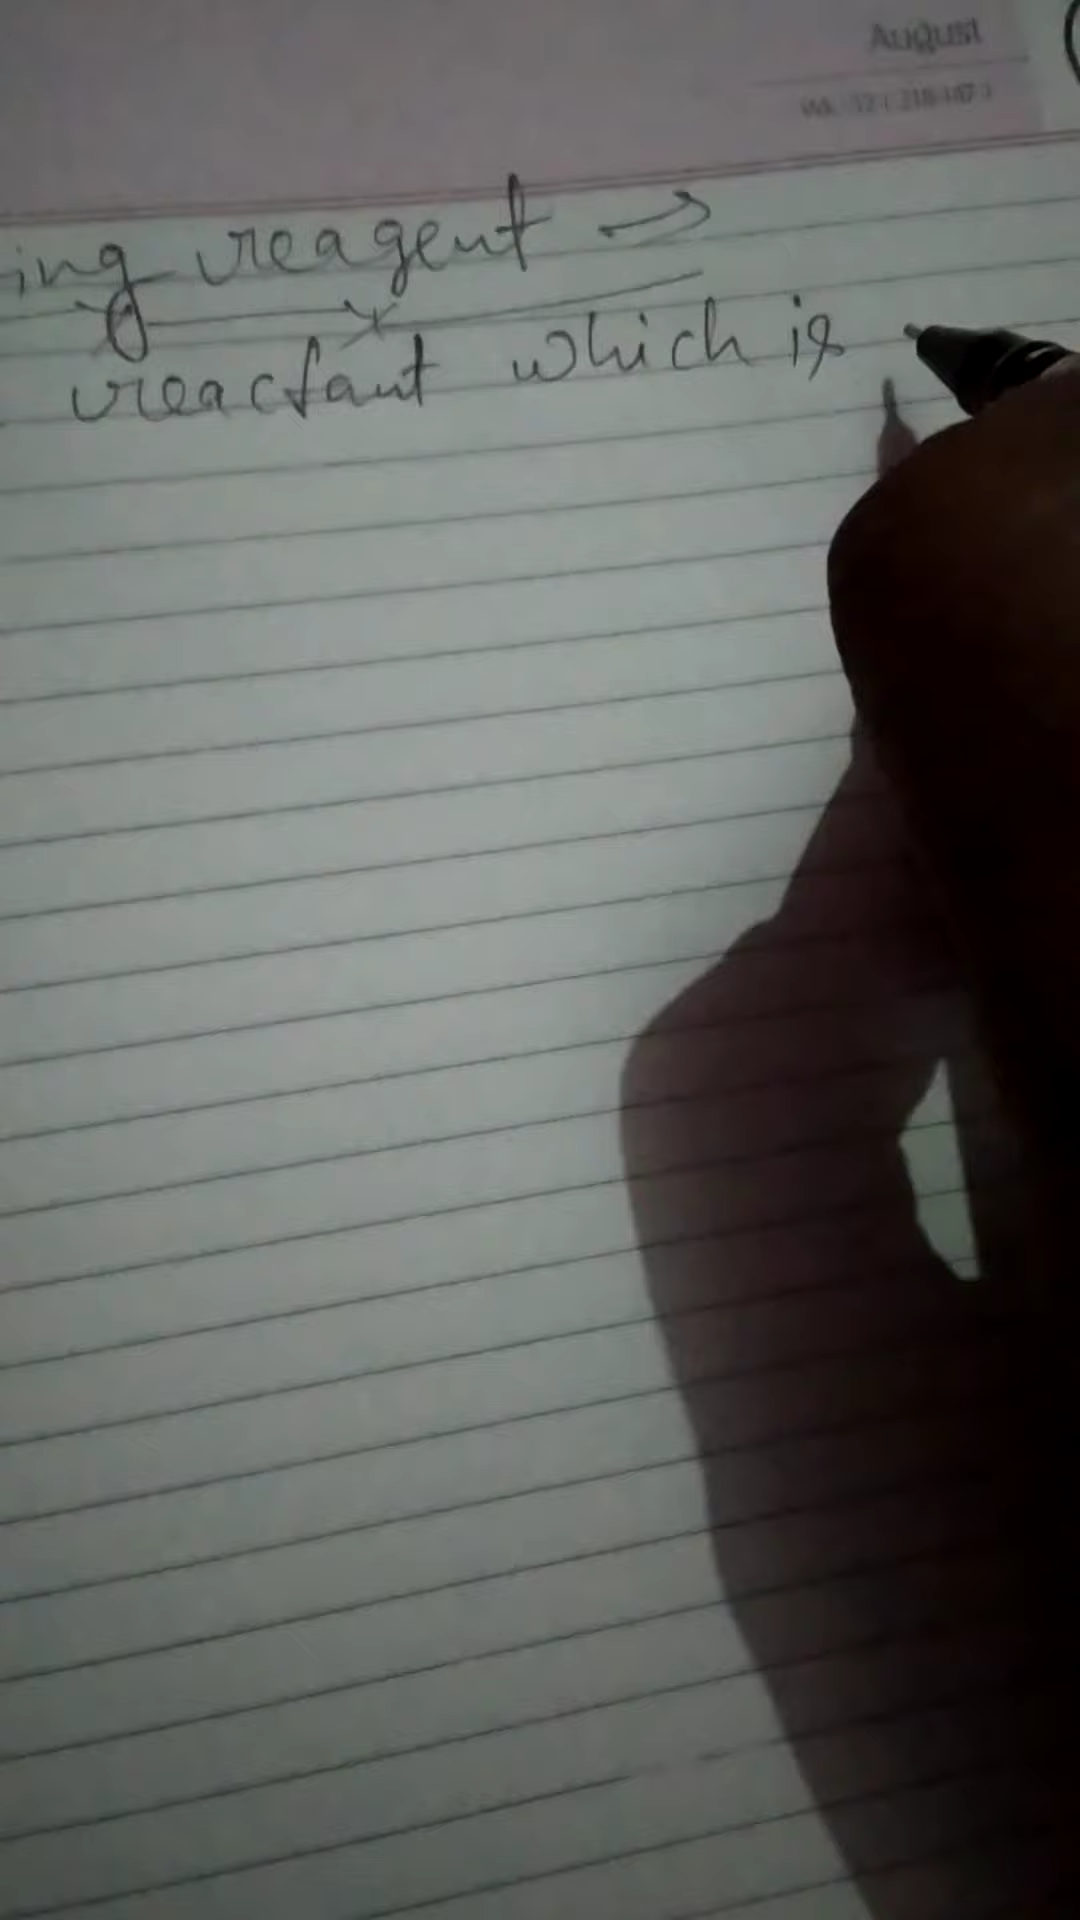 August
ing reagent →
reactant which is